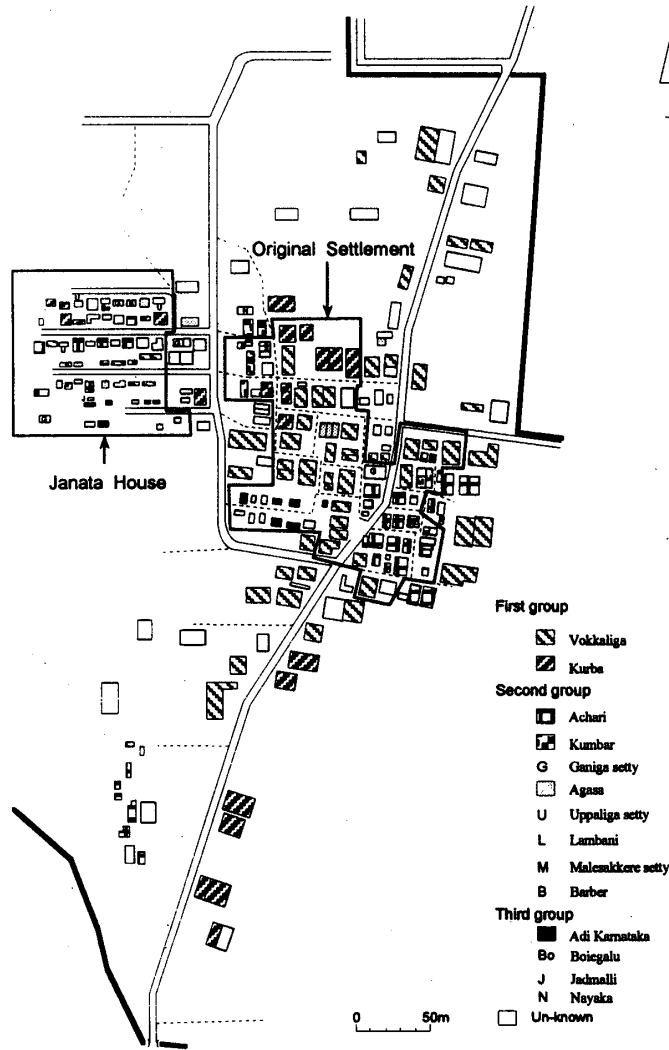 Original Settlement
Janata House
First group
Vokkaliga
Kurba
Second group
Achari
Kumbar
G Ganiga setty
Agasa
U Uppaliga setty
L Lambani
M Malesakkere setty
B Barber
Third group
Adi Karnataka
Bo Boiegalu
J Jadmalli
N Nayaka
Un-known
0 50m